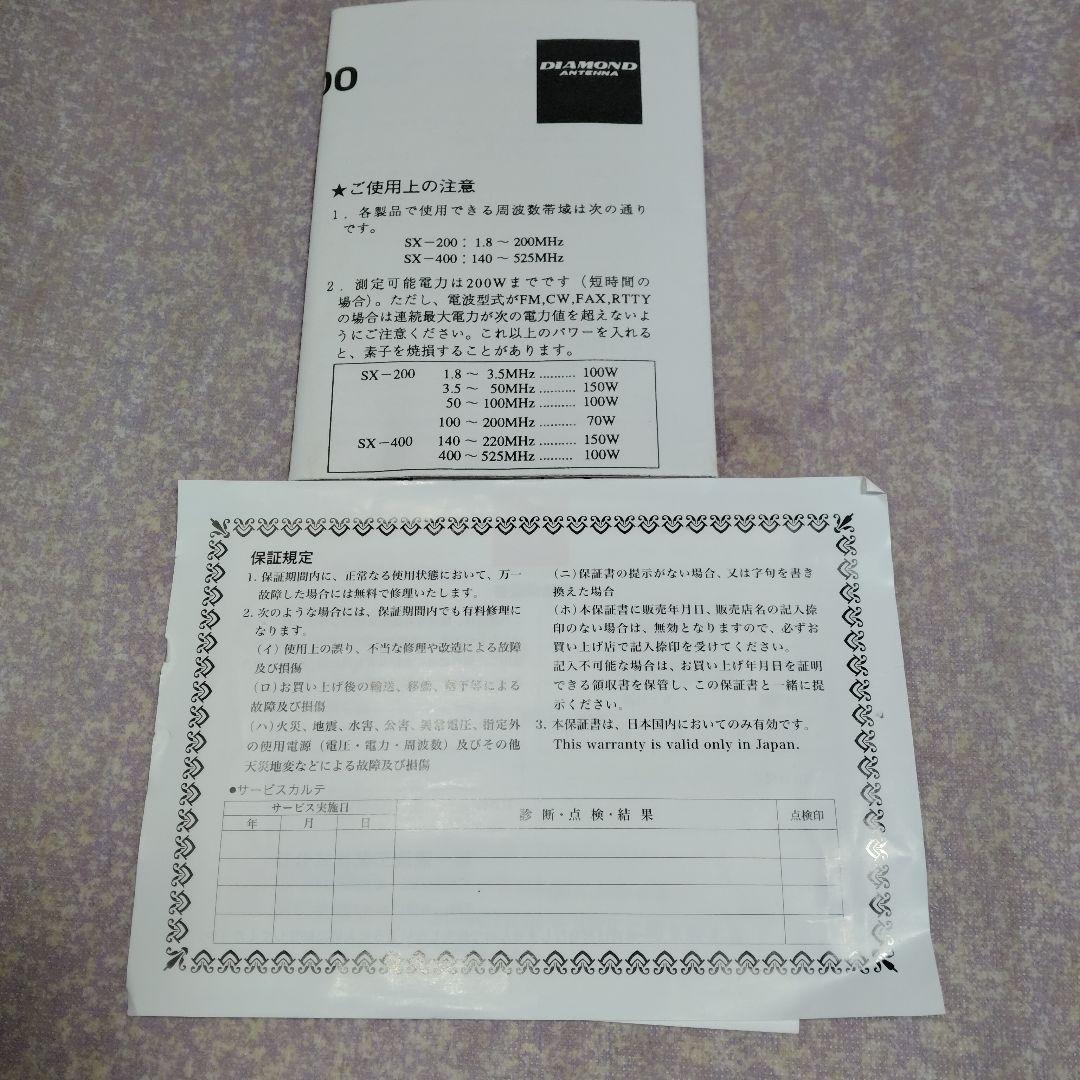 00
DIAMOND
ANTENNA
★ご使用上の注意
1．各製品で使用できる周波数帯域は次の通り
です。
SX－200：1.8～200MHz
SX－400：140～525MHz
2．測定可能電力は200Wまでです（短時間の
場合）。ただし、電波型式がFM,CW,FAX,RTTY
の場合は連続最大電力が次の電力値を超えないよ
うにご注意ください。これ以上のパワーを入れる
と、素子を焼損することがあります。
SX－200 1.8～ 3.5MHz .......... 100W
3.5～ 50MHz .......... 150W
50～100MHz .......... 100W
100～200MHz .......... 70W
SX－400 140～220MHz .......... 150W
400～525MHz ......... 100W
保証規定
1. 保証期間内に、正常なる使用状態において、万一
故障した場合には無料で修理いたします。
2. 次のような場合には、保証期間内でも有料修理に
なります。
（イ）使用上の誤り、不当な修理や改造による故障
及び損傷
（ロ）お買い上げ後の輸送、移動、落下等による
故障及び損傷
（ハ）火災、地震、水害、公害、異常電圧、指定外
の使用電源（電圧・電力・周波数）及びその他
天災地変などによる故障及び損傷
（ニ）保証書の提示がない場合、又は字句を書き
換えた場合
（ホ）本保証書に販売年月日、販売店名の記入捺
印のない場合は、無効となりますので、必ずお
買い上げ店で記入捺印を受けてください。
記入不可能な場合は、お買い上げ年月日を証明
できる領収書を保管し、この保証書と一緒に提
示ください。
3. 本保証書は、日本国内においてのみ有効です。
This warranty is valid only in Japan.
●サービスカルテ
サービス実施日 診断・点検・結果 点検印
年 月 日